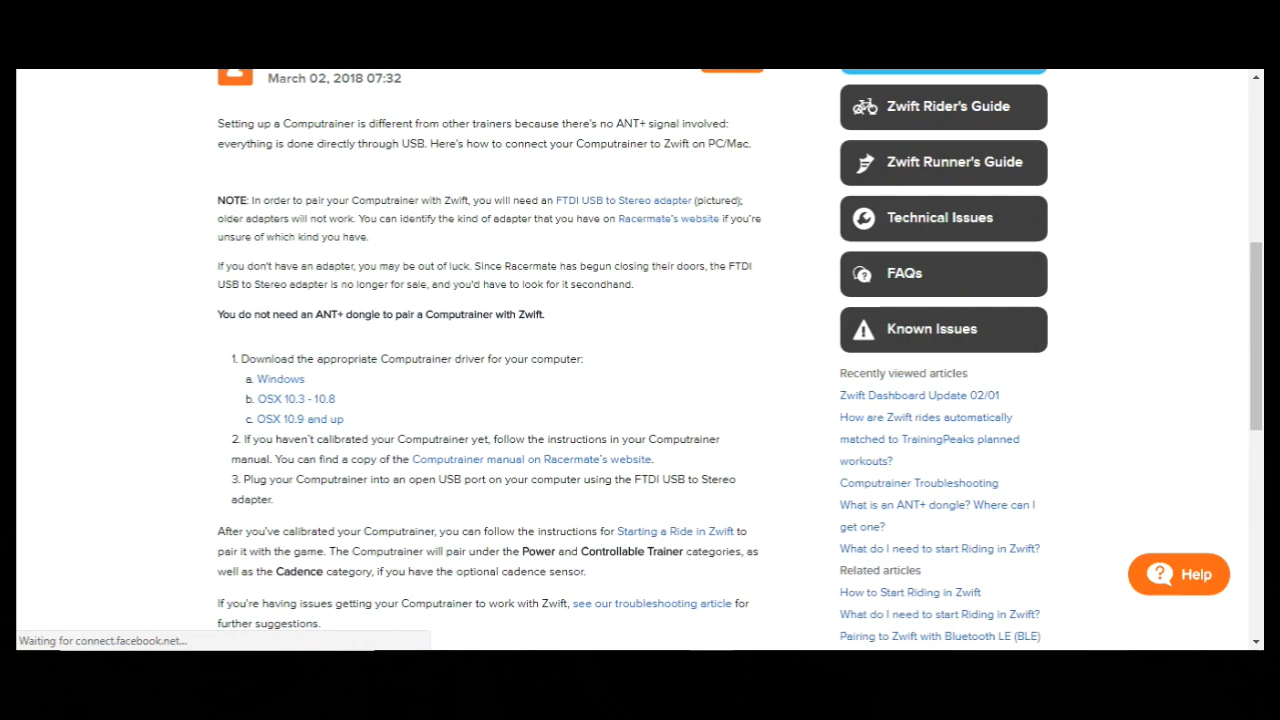 March 02, 2018 07:32
Setting up a Computrainer is different from other trainers because there's no ANT+ signal involved:
everything is done directly through USB. Here's how to connect your Computrainer to Zwift on PC/Mac.
NOTE: In order to pair your Computrainer with Zwift, you will need an FTDI USB to Stereo adapter (pictured);
older adapters will not work. You can identify the kind of adapter that you have on Racermate's website if you're
unsure of which kind you have.
If you don't have an adapter, you may be out of luck. Since Racermate has begun closing their doors, the FTDI
USB to Stereo adapter is no longer for sale, and you'd have to look for it secondhand.
You do not need an ANT+ dongle to pair a Computrainer with Zwift.
1. Download the appropriate Computrainer driver for your computer:
a. Windows
b. OSX 10.3 - 10.8
c. OSX 10.9 and up
2. If you haven't calibrated your Computrainer yet, follow the instructions in your Computrainer
manual. You can find a copy of the Computrainer manual on Racermate's website.
3. Plug your Computrainer into an open USB port on your computer using the FTDI USB to Stereo
adapter.
After you've calibrated your Computrainer, you can follow the instructions for Starting a Ride in Zwift to
pair it with the game. The Computrainer will pair under the Power and Controllable Trainer categories, as
well as the Cadence category, if you have the optional cadence sensor.
If you're having issues getting your Computrainer to work with Zwift, see our troubleshooting article for
further suggestions.
Waiting for connect.facebook.net...
Zwift Rider's Guide
Zwift Runner's Guide
Technical Issues
FAQs
Known Issues
Recently viewed articles
Zwift Dashboard Update 02/01
How are Zwift rides automatically
matched to TrainingPeaks planned
workouts?
Computrainer Troubleshooting
What is an ANT+ dongle? Where can I
get one?
What do I need to start Riding in Zwift?
Related articles
How to Start Riding in Zwift
What do I need to start Riding in Zwift?
Pairing to Zwift with Bluetooth LE (BLE)
Help